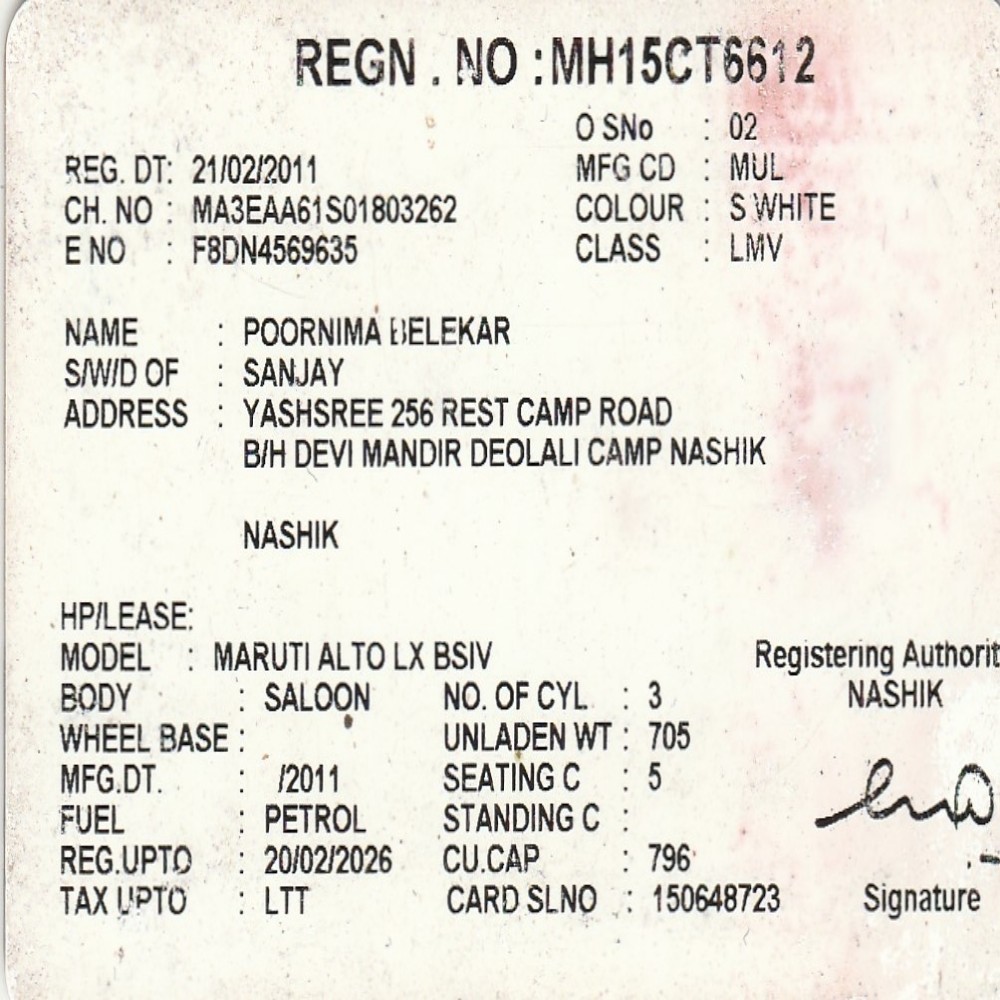 REGN . NO :MH15CT6612
O SNo : 02
REG. DT: 21/02/2011 MFG CD : MUL
CH. NO : MA3EAA61S01803262 COLOUR : S WHITE
E NO : F8DN4569635 CLASS : LMV
NAME : POORNIMA BELEKAR
S/W/D OF : SANJAY
ADDRESS : YASHSREE 256 REST CAMP ROAD
B/H DEVI MANDIR DEOLALI CAMP NASHIK
NASHIK
HP/LEASE:
MODEL : MARUTI ALTO LX BSIV Registering Authorit
BODY : SALOON NO. OF CYL : 3 NASHIK
WHEEL BASE : UNLADEN WT : 705
MFG.DT. : /2011 SEATING C : 5
FUEL : PETROL STANDING C :
REG.UPTO : 20/02/2026 CU.CAP : 796
TAX UPTO : LTT CARD SLNO : 150648723 Signature